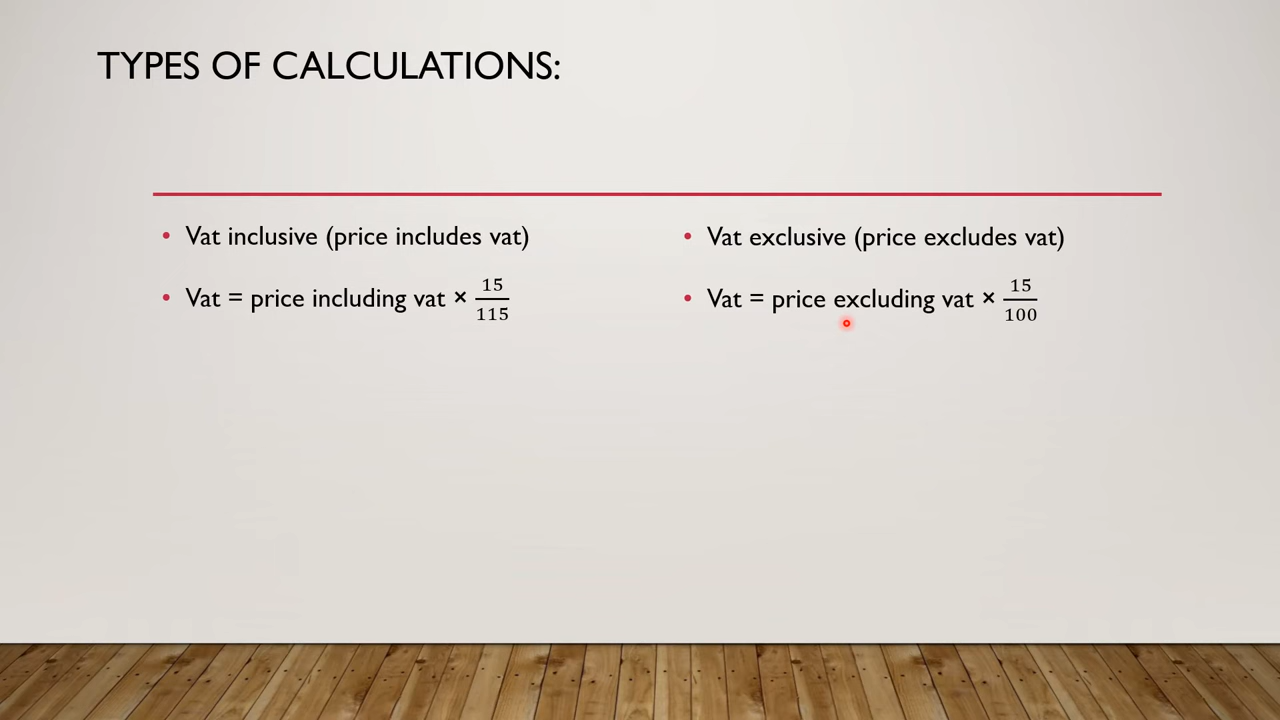 TYPES OF CALCULATIONS:
• Vat inclusive (price includes vat)
• Vat = price including vat × 15/115
• Vat exclusive (price excludes vat)
• Vat = price excluding vat × 15/100